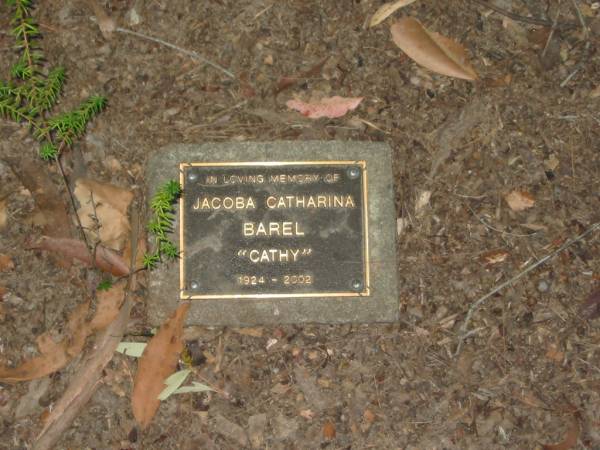 IN LOVING MEMORY OF
JACOBA CATHARINA
BAREL
"CATHY"
1924 - 2002